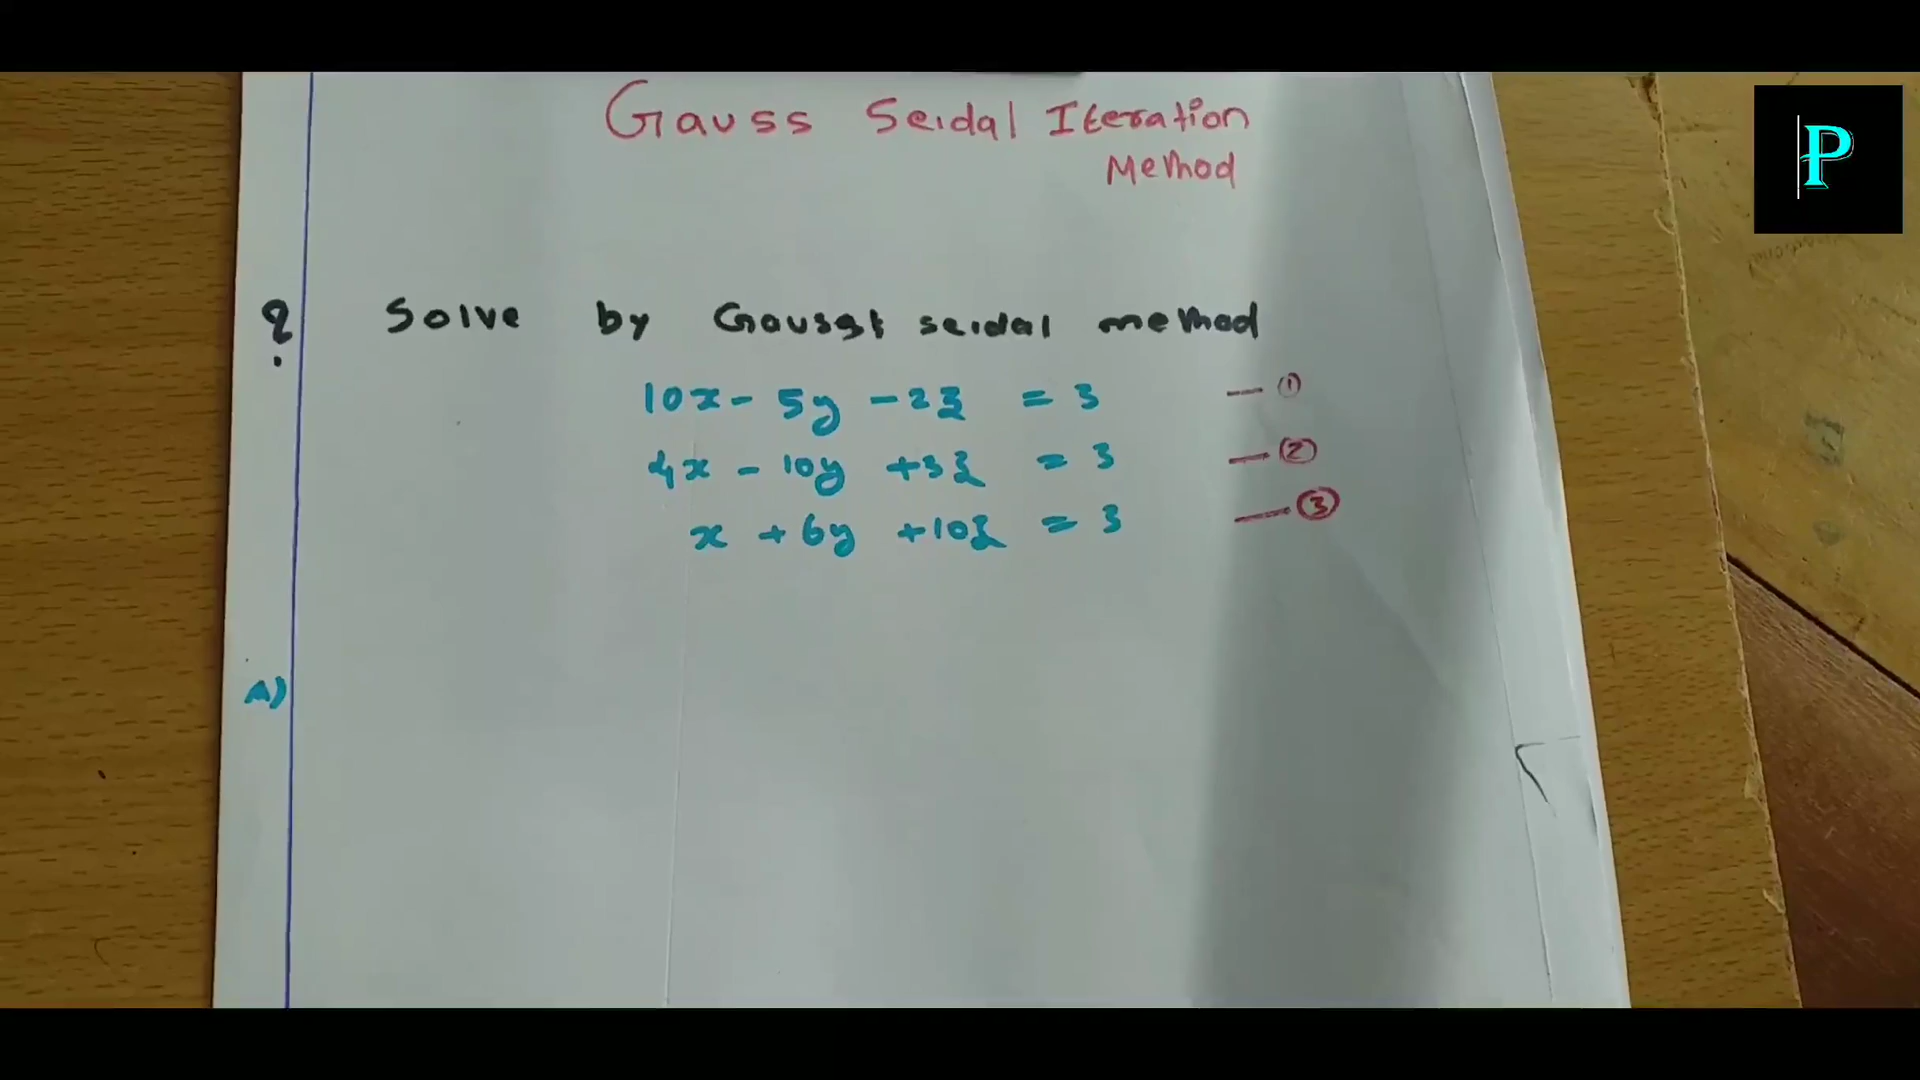 Gauss Seidal Iteration
Method
P
Q Solve by Gausst seidal method
10x - 5y - 2z = 3 — ①
4x - 10y + 3z = 3 — ②
x + 6y + 10z = 3 — ③
A)